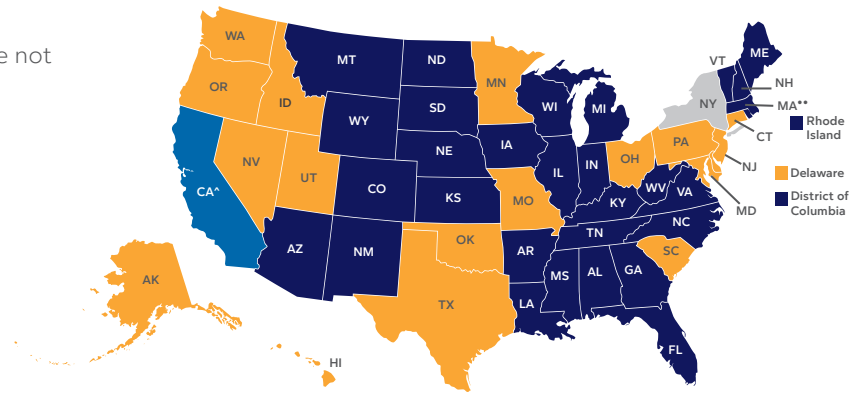 e not
WA
OR
ID
MT
ND
MN
SD
WY
WI
MI
NY
VT
ME
NH
MA**
CT
Rhode
Island
NV
UT
CA^
CO
NE
IA
KS
MO
IL
IN
OH
PA
NJ
Delaware
District of
Columbia
MD
WV
VA
KY
NC
TN
SC
AZ
NM
OK
AR
TX
LA
MS
AL
GA
FL
AK
HI